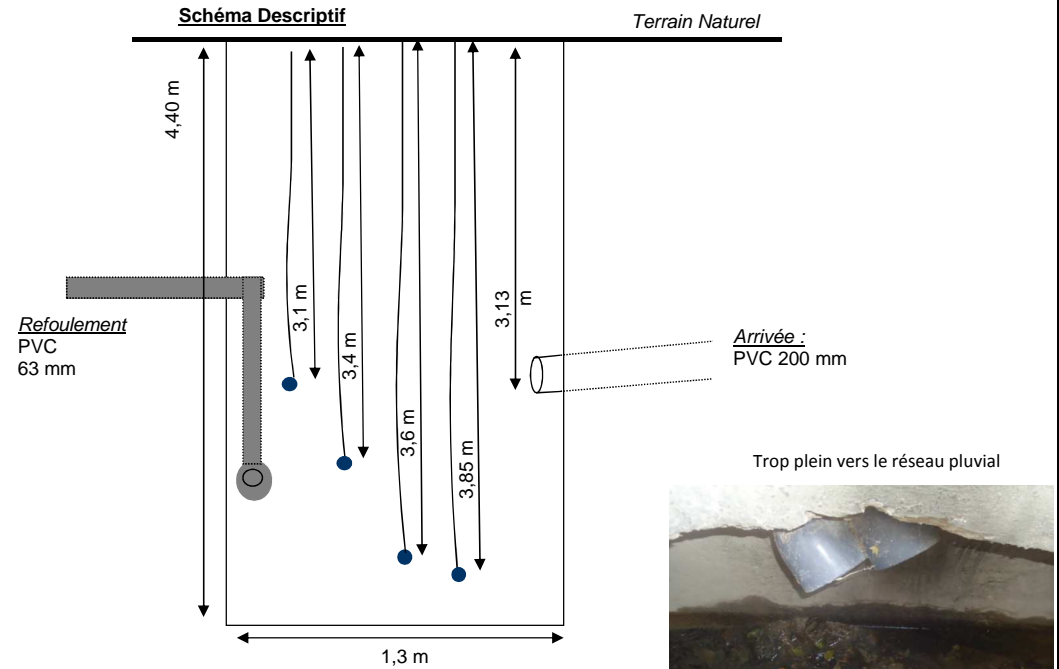 Schéma Descriptif
Terrain Naturel
4,40 m
3,1 m
3,4 m
3,6 m
3,85 m
3,13
m
Refoulement
PVC
63 mm
Arrivée :
PVC 200 mm
Trop plein vers le réseau pluvial
1,3 m